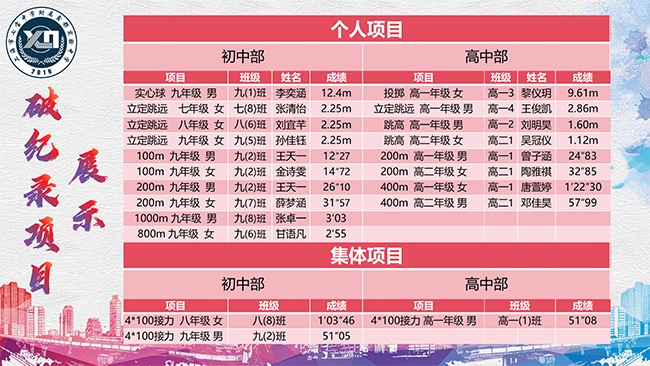 破纪录项目
展示
2018
个人项目
初中部 高中部
项目 班级 姓名 成绩 项目 班级 姓名 成绩
实心球 九年级 男 九(1)班 李奕涵 12.4m 投掷 高一年级 女 高一3 黎仪玥 9.61m
立定跳远 七年级 女 七(8)班 张清怡 2.25m 立定跳远 高一年级 男 高一4 王俊凯 2.86m
立定跳远 八年级 女 八(6)班 刘宜芊 2.25m 跳高 高一年级 男 高一2 刘明昊 1.60m
立定跳远 九年级 女 九(5)班 孙佳钰 2.25m 跳高 高二年级 女 高二1 吴冠仪 1.12m
100m 九年级 男 九(2)班 王天一 12"27 200m 高一年级 男 高一1 曾子涵 24"83
100m 九年级 女 九(2)班 金诗雯 14"72 200m 高二年级 女 高二1 陶雅祺 32"85
200m 九年级 男 九(2)班 王天一 26"10 400m 高一年级 女 高一1 唐萱婷 1'22"30
200m 九年级 女 九(7)班 薛梦涵 31"57 400m 高二年级 男 高二1 邓佳昊 57"99
1000m 九年级 男 九(8)班 张卓一 3'03
800m 九年级 女 九(6)班 甘语凡 2'55
集体项目
初中部 高中部
项目 班级 成绩 项目 班级 成绩
4*100接力 八年级 女 八(8)班 1'03"46 4*100接力 高一年级 男 高一(1)班 51"08
4*100接力 九年级 男 九(2)班 51"05